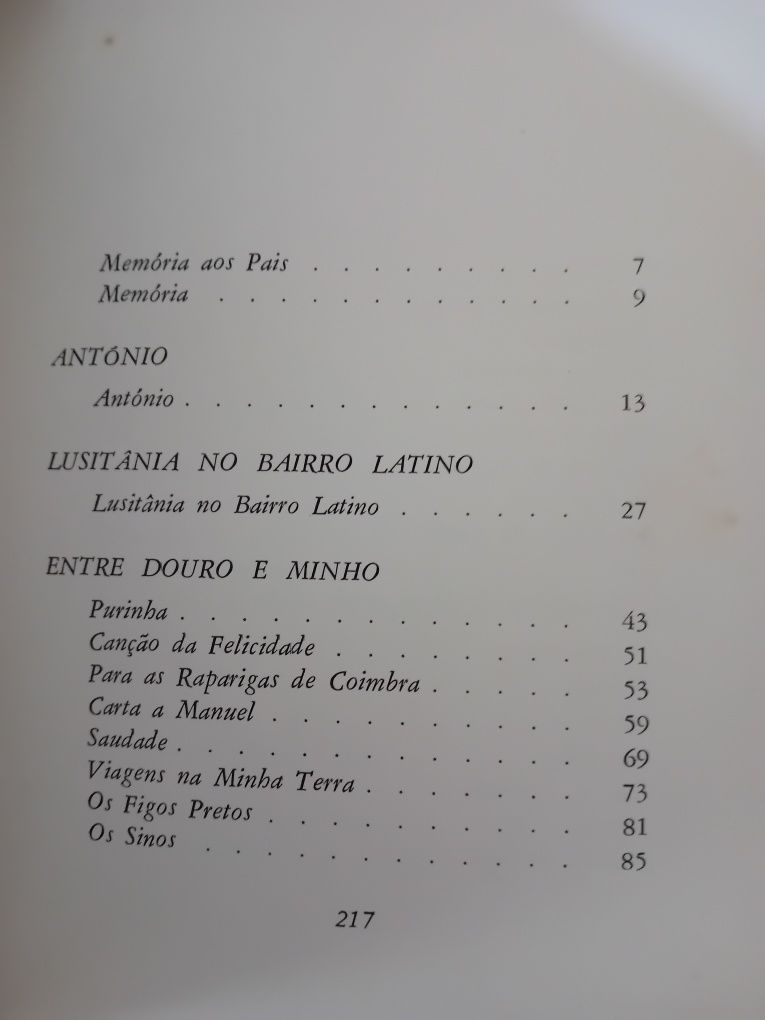 Memória aos Pais . . . . . . . . . 7
Memória . . . . . . . . . . . . 9
ANTÓNIO
António . . . . . . . . . . . . . 13
LUSITÂNIA NO BAIRRO LATINO
Lusitânia no Bairro Latino . . . . . . 27
ENTRE DOURO E MINHO
Purinha . . . . . . . . . . . . . 43
Canção da Felicidade . . . . . . . . 51
Para as Raparigas de Coimbra . . . . . 53
Carta a Manuel . . . . . . . . . . 59
Saudade . . . . . . . . . . . . . 69
Viagens na Minha Terra . . . . . . . 73
Os Figos Pretos . . . . . . . . . . 81
Os Sinos . . . . . . . . . . . . 85
217